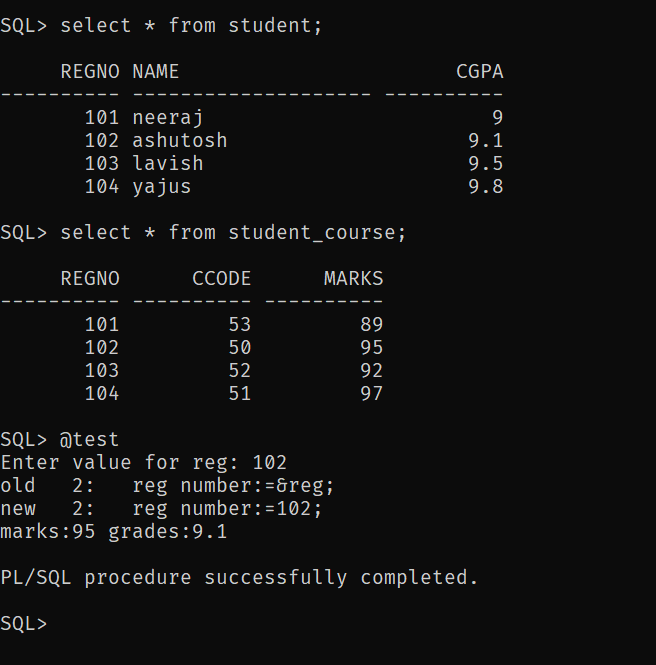 SQL> select * from student;
     REGNO NAME                       CGPA
---------- -------------------- ----------
       101 neeraj                        9
       102 ashutosh                    9.1
       103 lavish                      9.5
       104 yajus                       9.8
SQL> select * from student_course;
     REGNO      CCODE      MARKS
---------- ---------- ----------
       101         53         89
       102         50         95
       103         52         92
       104         51         97
SQL> @test
Enter value for reg: 102
old   2:   reg number:=&reg;
new   2:   reg number:=102;
marks:95 grades:9.1
PL/SQL procedure successfully completed.
SQL>